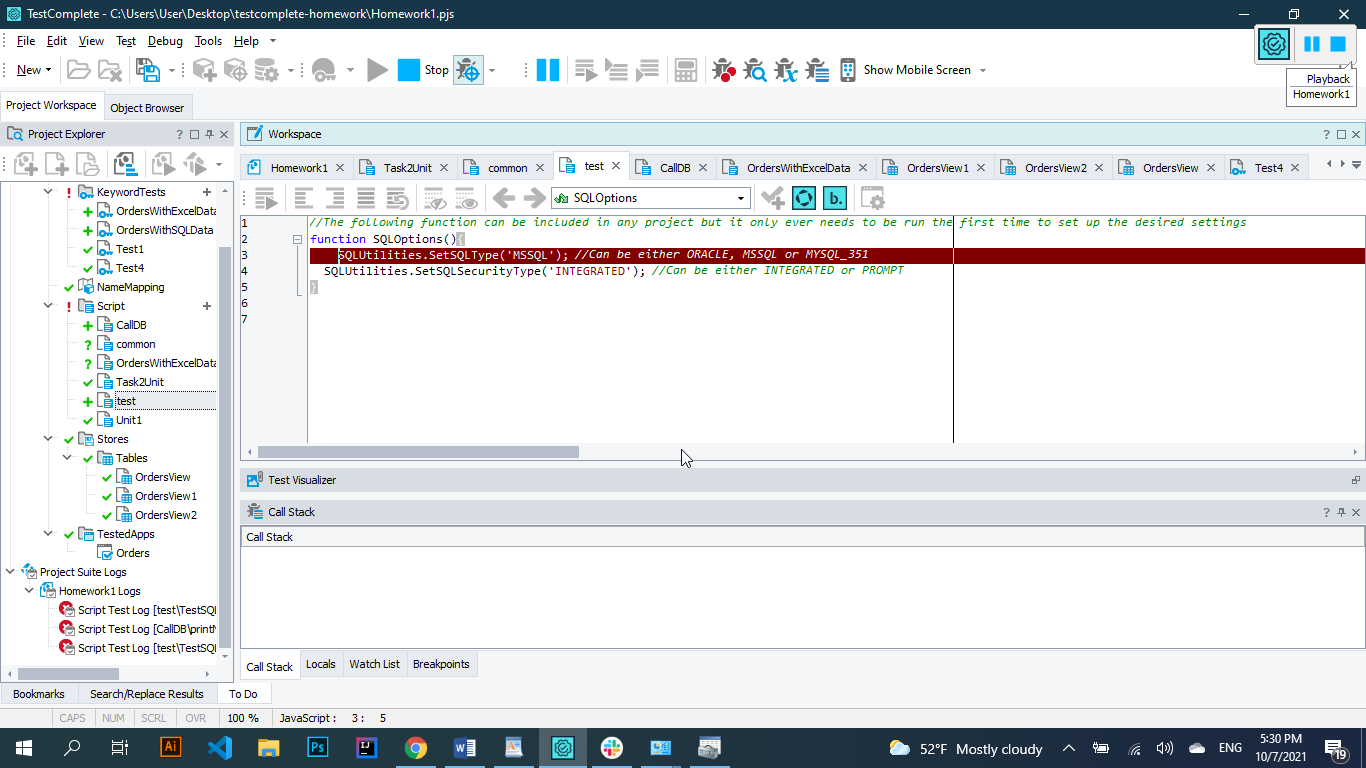 TestComplete - C:\Users\User\Desktop\testcomplete-homework\Homework1.pjs
File Edit View Test Debug Tools Help
New Stop Show Mobile Screen
Playback
Homework1
Project Workspace Object Browser
Project Explorer ?
Workspace ?
Homework1 Task2Unit common test CallDB OrdersWithExcelData OrdersView1 OrdersView2 OrdersView Test4
SQLOptions b.
KeywordTests
OrdersWithExcelData
OrdersWithSQLData
Test1
Test4
NameMapping
Script
CallDB
? common
? OrdersWithExcelData
Task2Unit
test
Unit1
Stores
Tables
OrdersView
OrdersView1
OrdersView2
TestedApps
Orders
Project Suite Logs
Homework1 Logs
Script Test Log [test\TestSQL
Script Test Log [CallDB\printN
Script Test Log [test\TestSQL
1 //The following function can be included in any project but it only ever needs to be run the first time to set up the desired settings
2 function SQLOptions(){
3 SQLUtilities.SetSQLType('MSSQL'); //Can be either ORACLE, MSSQL or MYSQL_351
4 SQLUtilities.SetSQLSecurityType('INTEGRATED'); //Can be either INTEGRATED or PROMPT
5 }
6
7
Test Visualizer
Call Stack ?
Call Stack
Call Stack Locals Watch List Breakpoints
Bookmarks Search/Replace Results To Do
CAPS NUM SCRL OVR 100 % JavaScript : 3 : 5
Ai Ps IJ W 52°F Mostly cloudy ENG 5:30 PM
10/7/2021 19